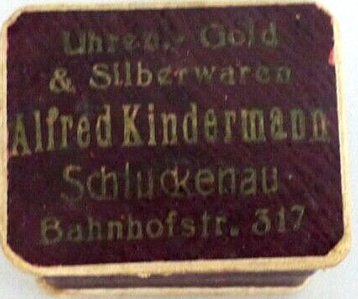 Uhren,- Gold
& Silberwaren
Alfred Kindermann
Schluckenau
Bahnhofstr. 317